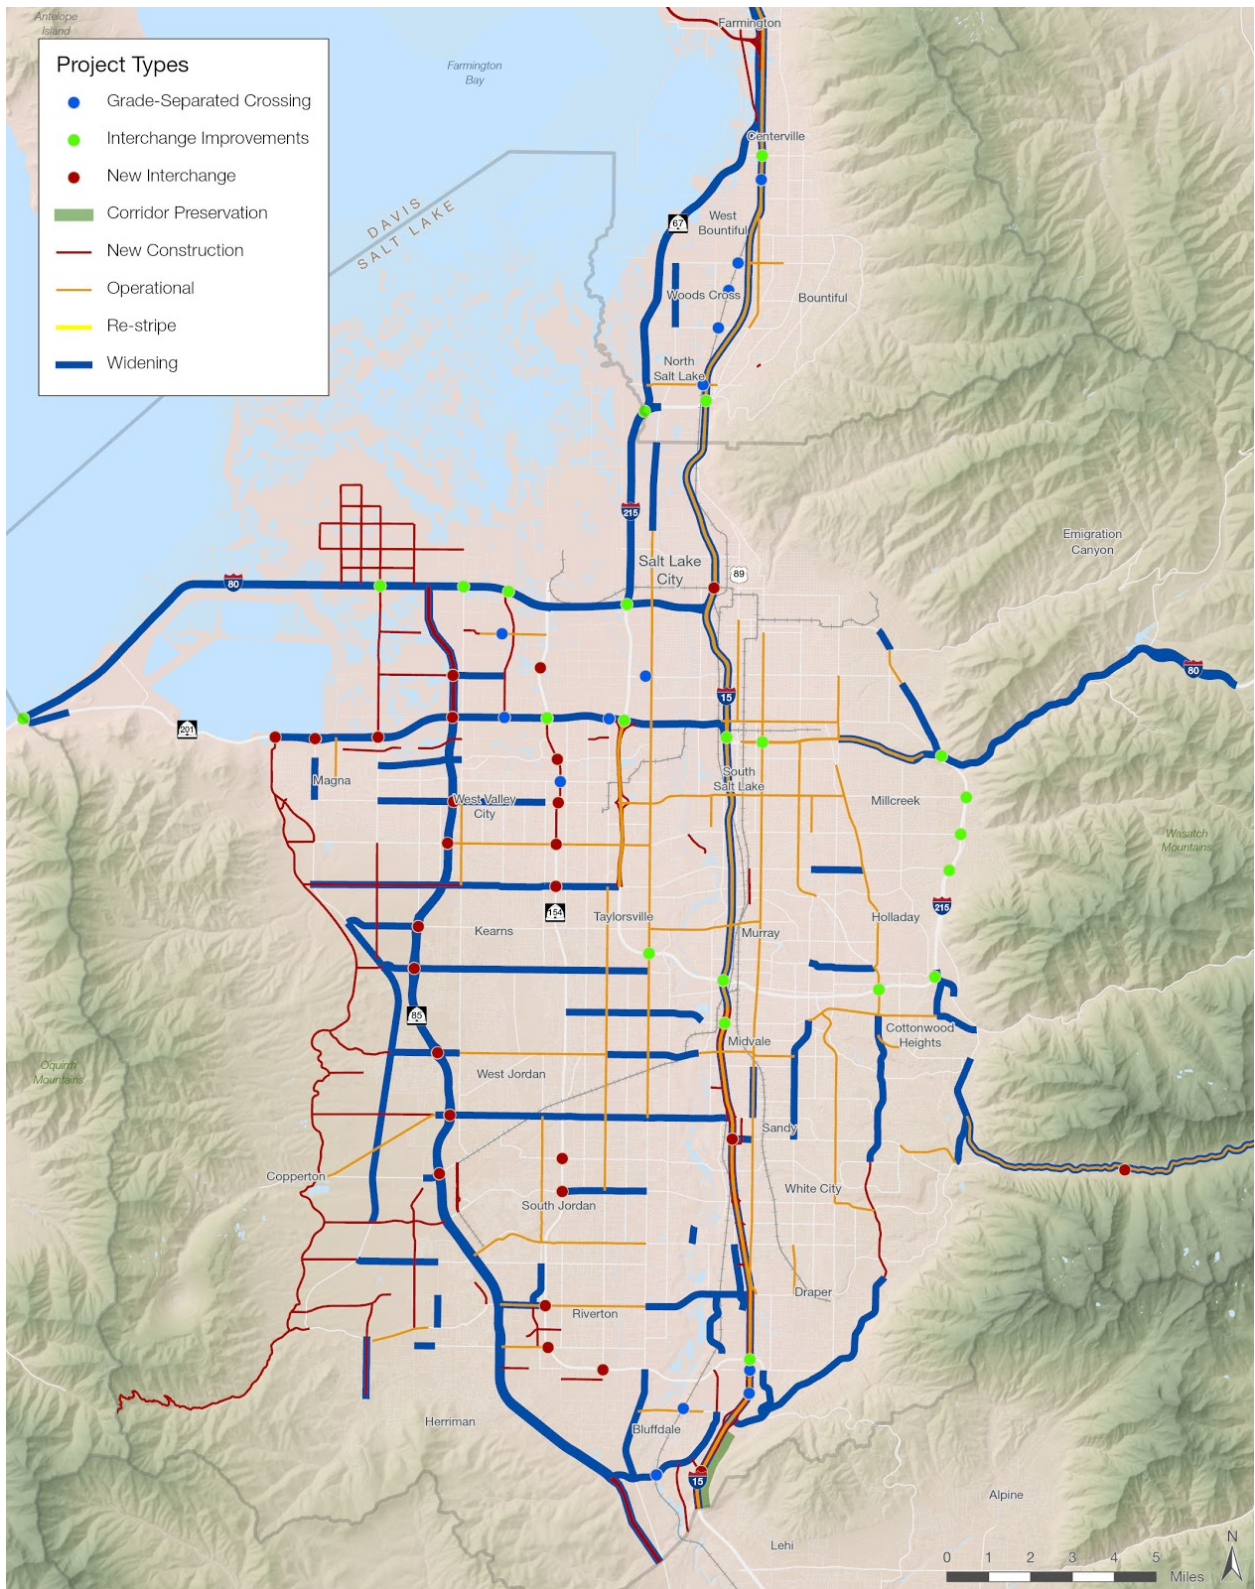 Antelope
Island
Farmington
Project Types
Grade-Separated Crossing
Interchange Improvements
New Interchange
Corridor Preservation
New Construction
Operational
Re-stripe
Widening
Farmington
Bay
Centerville
DAVIS
SALT LAKE
67
West
Bountiful
Woods Cross
Bountiful
North
Salt Lake
215
Emigration
Canyon
Salt Lake
City
89
80
80
15
201
Magna
South
Salt Lake
West Valley
City
Millcreek
Wasatch
Mountains
154
Taylorsville
215
Holladay
Kearns
Murray
85
Cottonwood
Heights
Midvale
Oquirrh
Mountains
West Jordan
Sandy
Copperton
White City
South Jordan
Draper
Riverton
Herriman
Bluffdale
15
Alpine
Lehi
N
0 1 2 3 4 5
Miles